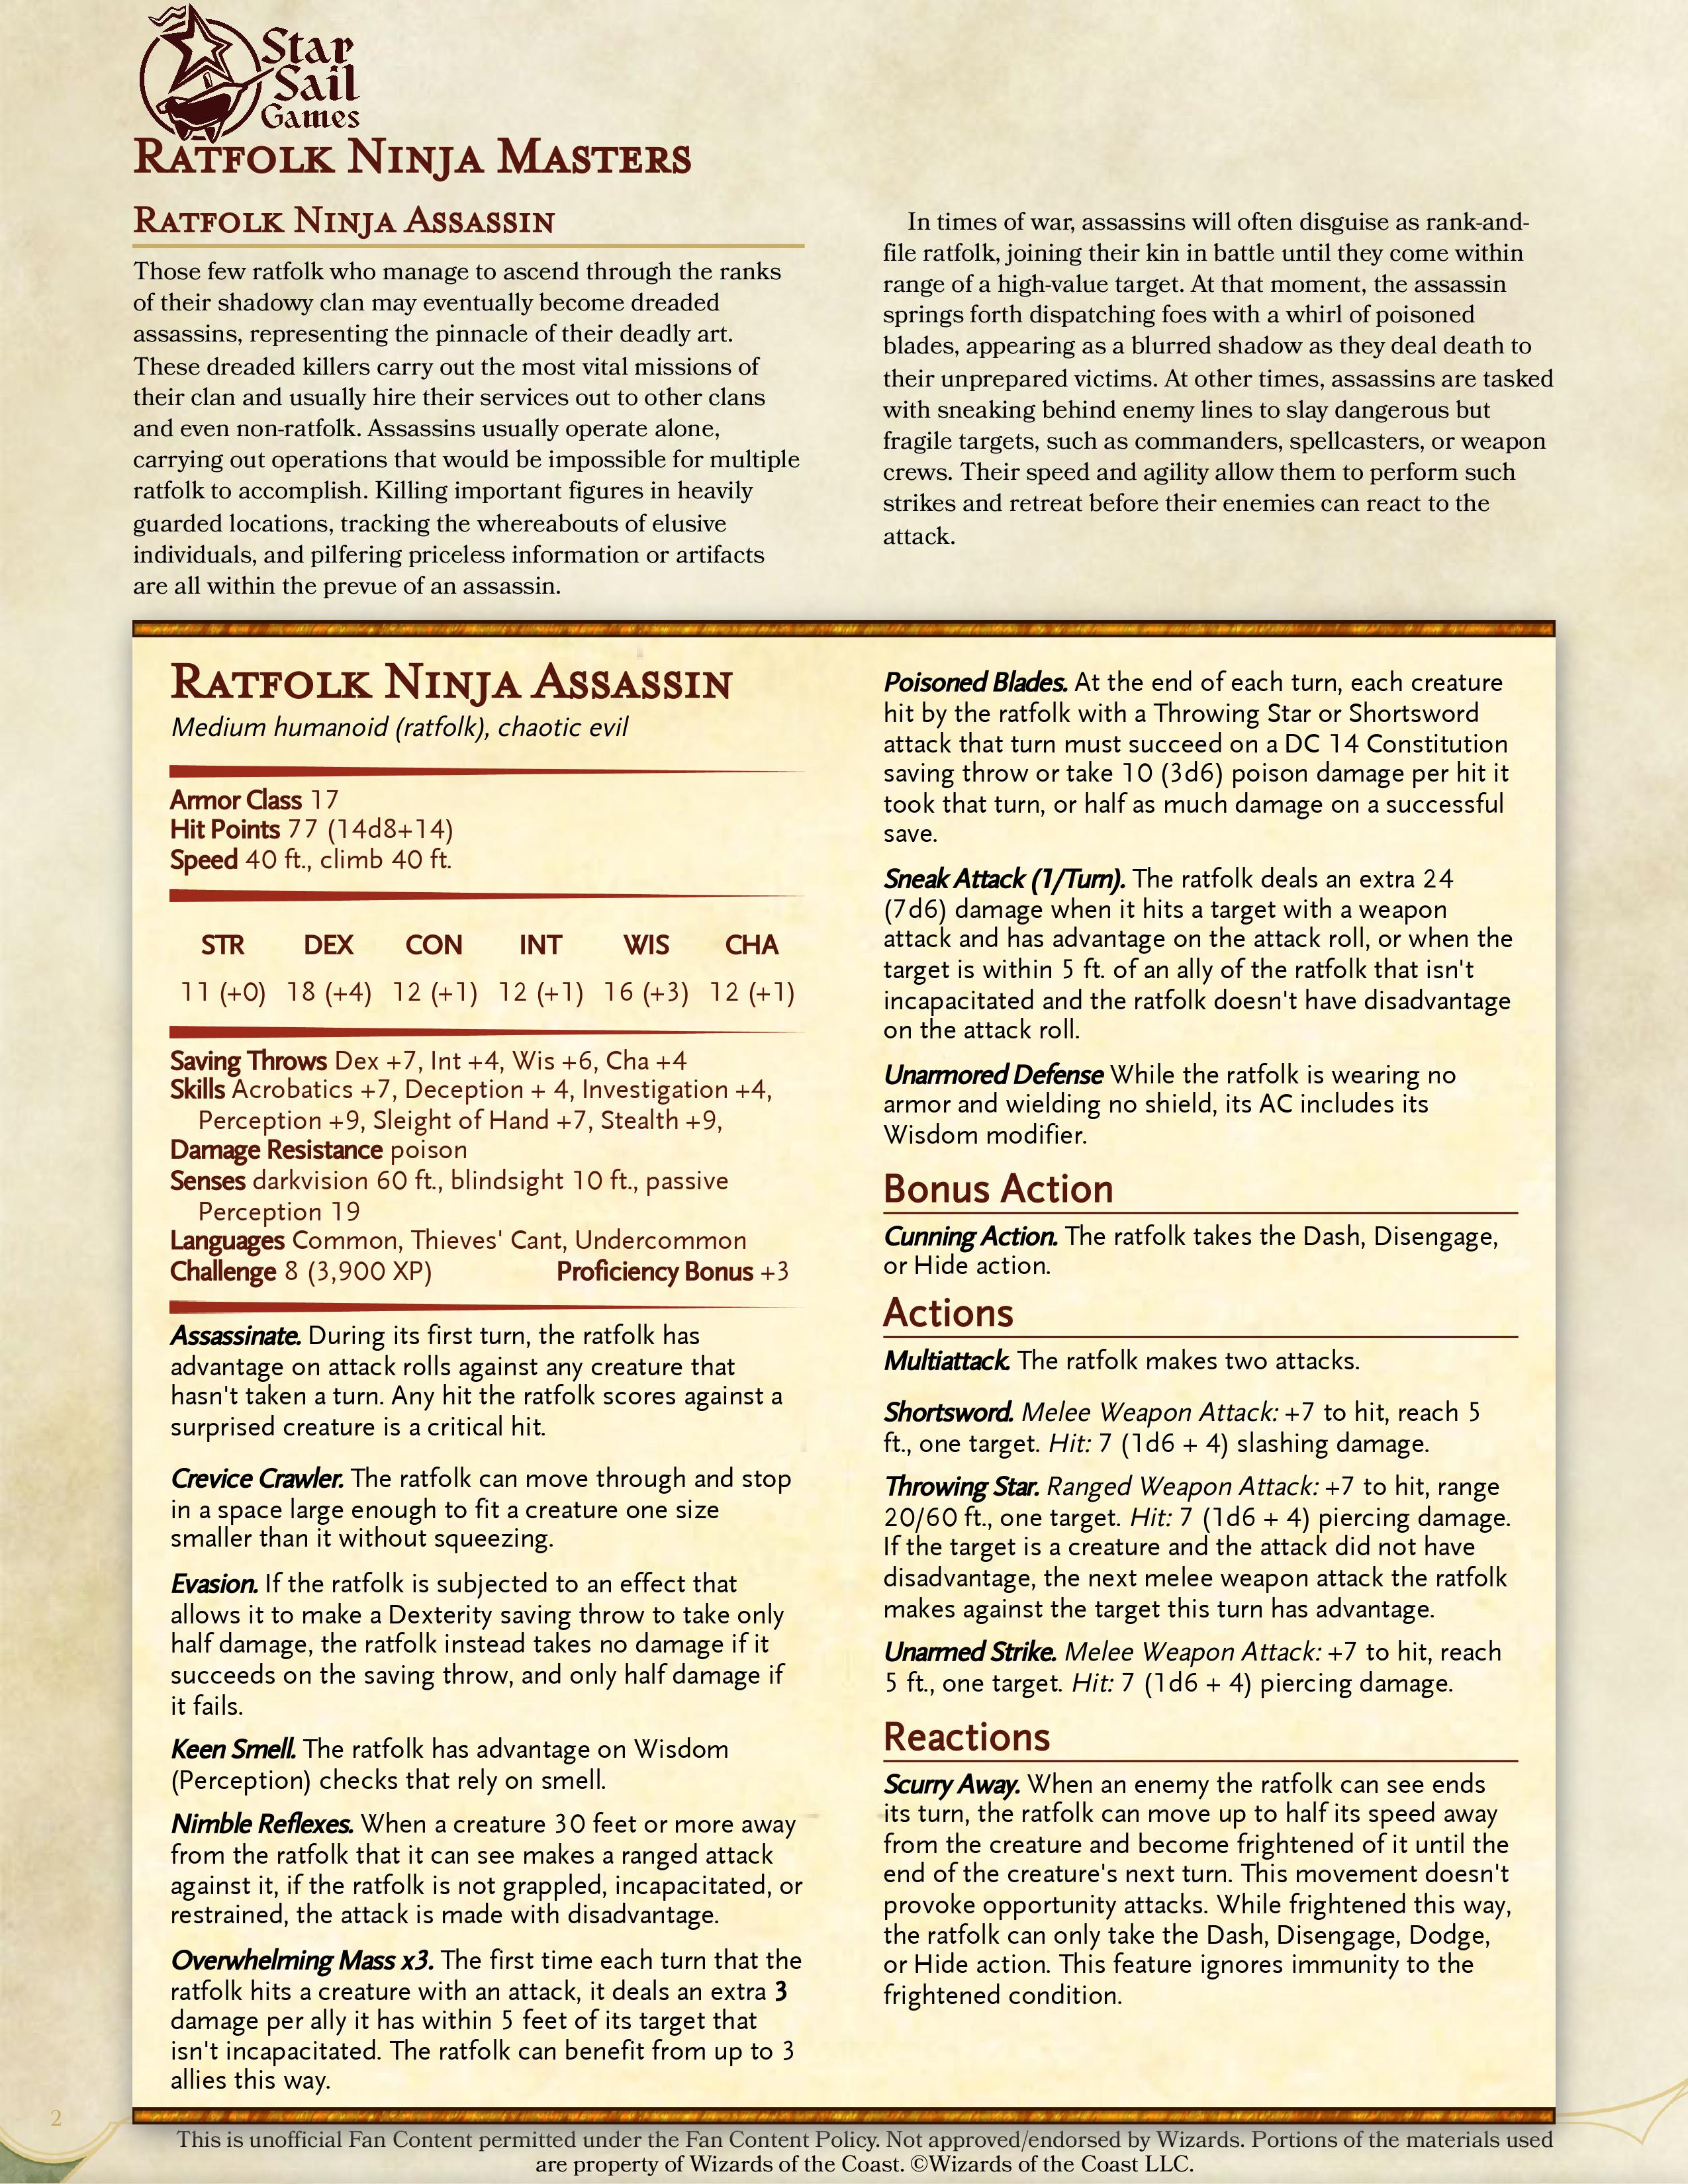 Star
Sail
Games
Ratfolk Ninja Masters
Ratfolk Ninja Assassin
Those few ratfolk who manage to ascend through the ranks
of their shadowy clan may eventually become dreaded
assassins, representing the pinnacle of their deadly art.
These dreaded killers carry out the most vital missions of
their clan and usually hire their services out to other clans
and even non-ratfolk. Assassins usually operate alone,
carrying out operations that would be impossible for multiple
ratfolk to accomplish. Killing important figures in heavily
guarded locations, tracking the whereabouts of elusive
individuals, and pilfering priceless information or artifacts
are all within the prevue of an assassin.
In times of war, assassins will often disguise as rank-and-
file ratfolk, joining their kin in battle until they come within
range of a high-value target. At that moment, the assassin
springs forth dispatching foes with a whirl of poisoned
blades, appearing as a blurred shadow as they deal death to
their unprepared victims. At other times, assassins are tasked
with sneaking behind enemy lines to slay dangerous but
fragile targets, such as commanders, spellcasters, or weapon
crews. Their speed and agility allow them to perform such
strikes and retreat before their enemies can react to the
attack.
Ratfolk Ninja Assassin
Medium humanoid (ratfolk), chaotic evil
Armor Class 17
Hit Points 77 (14d8+14)
Speed 40 ft., climb 40 ft.
STR DEX CON INT WIS CHA
11 (+0) 18 (+4) 12 (+1) 12 (+1) 16 (+3) 12 (+1)
Saving Throws Dex +7, Int +4, Wis +6, Cha +4
Skills Acrobatics +7, Deception + 4, Investigation +4,
Perception +9, Sleight of Hand +7, Stealth +9,
Damage Resistance poison
Senses darkvision 60 ft., blindsight 10 ft., passive
Perception 19
Languages Common, Thieves' Cant, Undercommon
Challenge 8 (3,900 XP) Proficiency Bonus +3
Assassinate. During its first turn, the ratfolk has
advantage on attack rolls against any creature that
hasn't taken a turn. Any hit the ratfolk scores against a
surprised creature is a critical hit.
Crevice Crawler. The ratfolk can move through and stop
in a space large enough to fit a creature one size
smaller than it without squeezing.
Evasion. If the ratfolk is subjected to an effect that
allows it to make a Dexterity saving throw to take only
half damage, the ratfolk instead takes no damage if it
succeeds on the saving throw, and only half damage if
it fails.
Keen Smell. The ratfolk has advantage on Wisdom
(Perception) checks that rely on smell.
Nimble Reflexes. When a creature 30 feet or more away
from the ratfolk that it can see makes a ranged attack
against it, if the ratfolk is not grappled, incapacitated, or
restrained, the attack is made with disadvantage.
Overwhelming Mass x3. The first time each turn that the
ratfolk hits a creature with an attack, it deals an extra 3
damage per ally it has within 5 feet of its target that
isn't incapacitated. The ratfolk can benefit from up to 3
allies this way.
Poisoned Blades. At the end of each turn, each creature
hit by the ratfolk with a Throwing Star or Shortsword
attack that turn must succeed on a DC 14 Constitution
saving throw or take 10 (3d6) poison damage per hit it
took that turn, or half as much damage on a successful
save.
Sneak Attack (1/Turn). The ratfolk deals an extra 24
(7d6) damage when it hits a target with a weapon
attack and has advantage on the attack roll, or when the
target is within 5 ft. of an ally of the ratfolk that isn't
incapacitated and the ratfolk doesn't have disadvantage
on the attack roll.
Unarmored Defense While the ratfolk is wearing no
armor and wielding no shield, its AC includes its
Wisdom modifier.
Bonus Action
Cunning Action. The ratfolk takes the Dash, Disengage,
or Hide action.
Actions
Multiattack. The ratfolk makes two attacks.
Shortsword. Melee Weapon Attack: +7 to hit, reach 5
ft., one target. Hit: 7 (1d6 + 4) slashing damage.
Throwing Star. Ranged Weapon Attack: +7 to hit, range
20/60 ft., one target. Hit: 7 (1d6 + 4) piercing damage.
If the target is a creature and the attack did not have
disadvantage, the next melee weapon attack the ratfolk
makes against the target this turn has advantage.
Unarmed Strike. Melee Weapon Attack: +7 to hit, reach
5 ft., one target. Hit: 7 (1d6 + 4) piercing damage.
Reactions
Scurry Away. When an enemy the ratfolk can see ends
its turn, the ratfolk can move up to half its speed away
from the creature and become frightened of it until the
end of the creature's next turn. This movement doesn't
provoke opportunity attacks. While frightened this way,
the ratfolk can only take the Dash, Disengage, Dodge,
or Hide action. This feature ignores immunity to the
frightened condition.
2
This is unofficial Fan Content permitted under the Fan Content Policy. Not approved/endorsed by Wizards. Portions of the materials used
are property of Wizards of the Coast. ©Wizards of the Coast LLC.